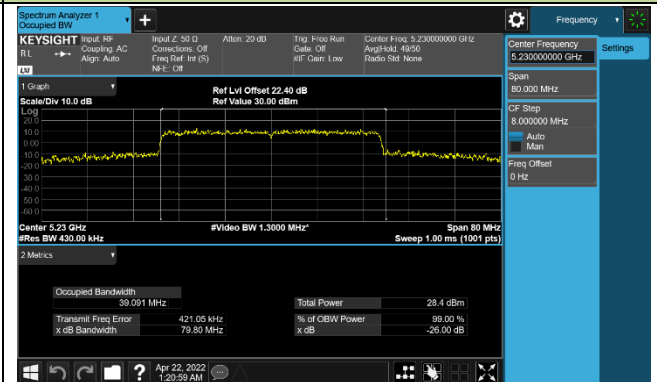 Spectrum Analyzer 1
Occupied BW
Frequency
KEYSIGHT
RL
LXI
Input: RF
Coupling: AC
Align: Auto
Input Z: 50 Ω
Corrections: Off
Freq Ref: Int (S)
NFE: Off
Atten: 20 dB
Trig: Free Run
Gate: Off
#IF Gain: Low
Center Freq: 5.230000000 GHz
Avg|Hold: 49/50
Radio Std: None
Center Frequency
5.230000000 GHz
Settings
Span
80.000 MHz
CF Step
8.000000 MHz
Auto
Man
Freq Offset
0 Hz
1 Graph
Scale/Div 10.0 dB
Ref Lvl Offset 22.40 dB
Ref Value 30.00 dBm
Log
20.0
10.0
0.00
-10.0
-20.0
-30.0
-40.0
-50.0
-60.0
Center 5.23 GHz
#Video BW 1.3000 MHz*
Span 80 MHz
#Res BW 430.00 kHz
Sweep 1.00 ms (1001 pts)
2 Metrics
Occupied Bandwidth
39.091 MHz
Total Power 28.4 dBm
Transmit Freq Error 421.05 kHz
% of OBW Power 99.00 %
x dB Bandwidth 79.80 MHz
x dB -26.00 dB
Apr 22, 2022
1:20:59 AM